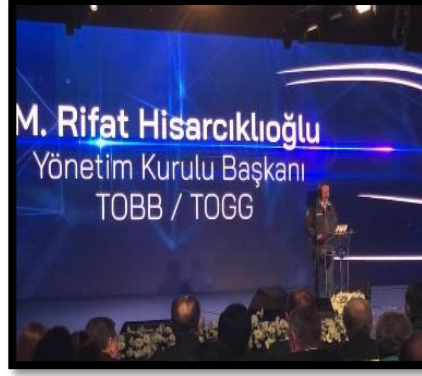 M. Rifat Hisarcıklıoğlu
Yönetim Kurulu Başkanı
TOBB / TOGG